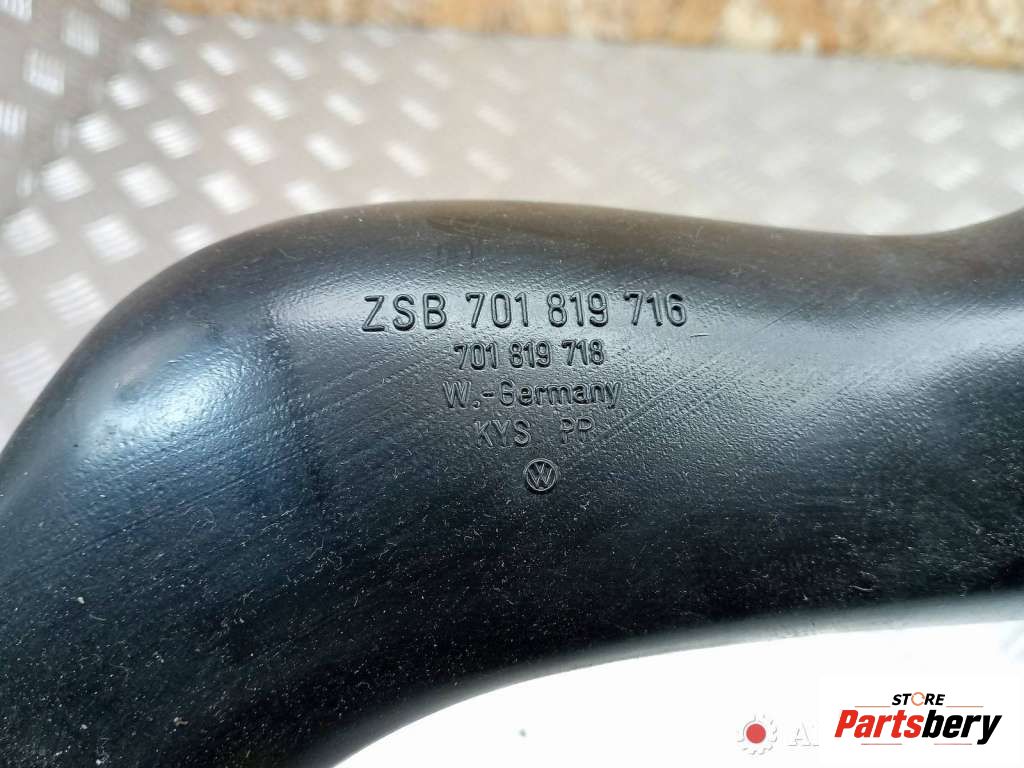 ZSB 701 819 716
701 819 718
W.-Germany
KYS PP
STORE
Partsbery